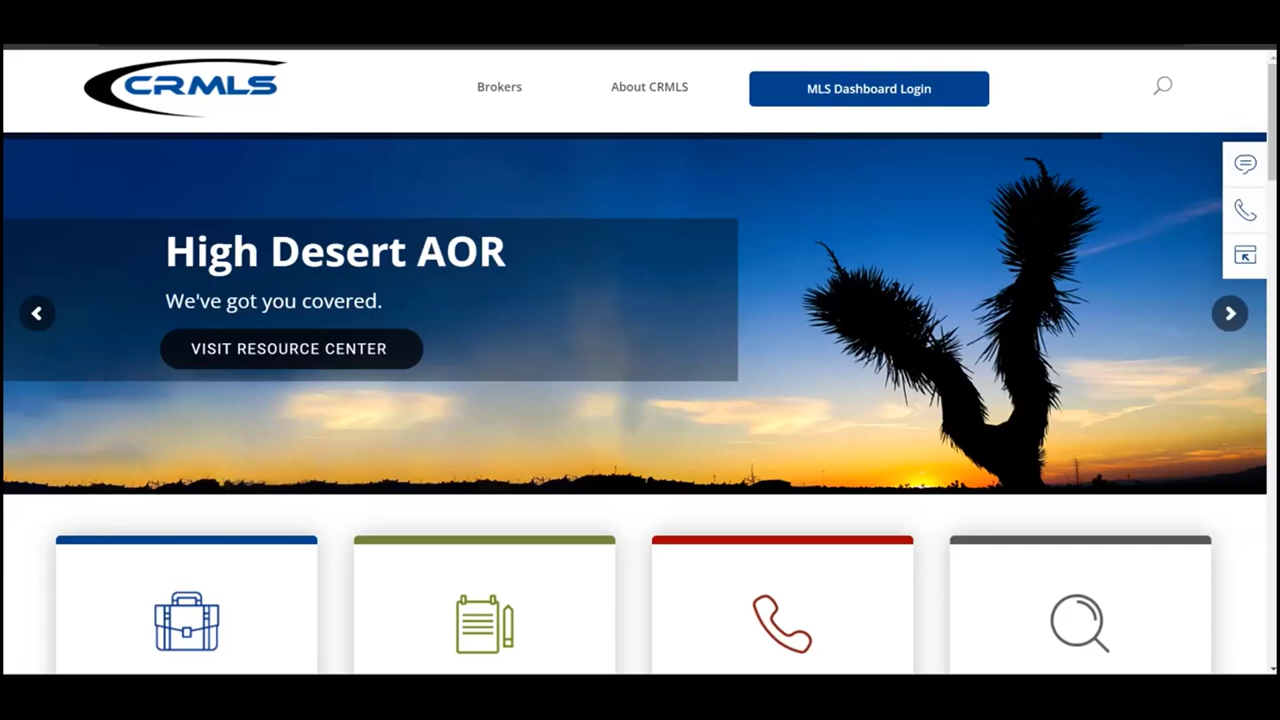 CRMLS
Brokers
About CRMLS
MLS Dashboard Login
High Desert AOR
We've got you covered.
VISIT RESOURCE CENTER